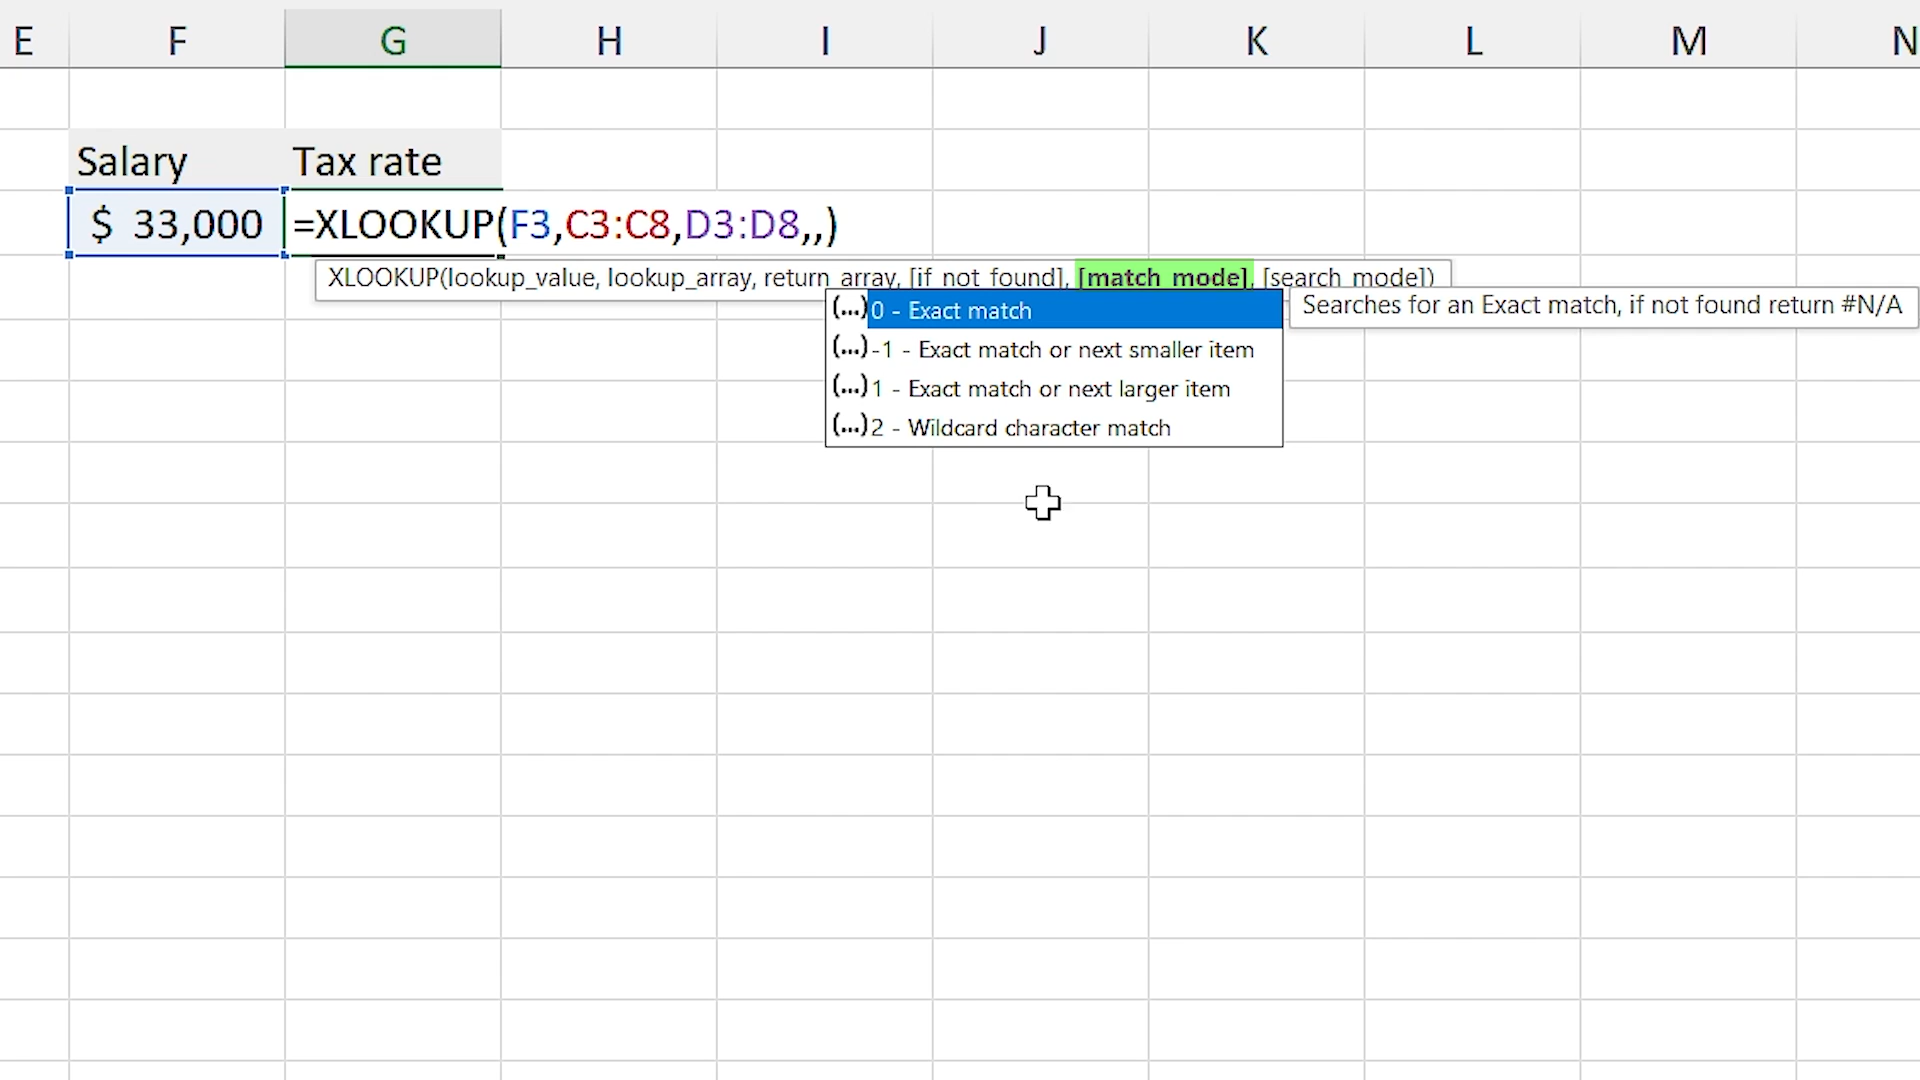 E F G H I J K L M N
Salary Tax rate
$ 33,000 =XLOOKUP(F3,C3:C8,D3:D8,,)
XLOOKUP(lookup_value, lookup_array, return_array, [if_not_found], [match_mode], [search_mode])
(...) 0 - Exact match
Searches for an Exact match, if not found return #N/A
(...) -1 - Exact match or next smaller item
(...) 1 - Exact match or next larger item
(...) 2 - Wildcard character match